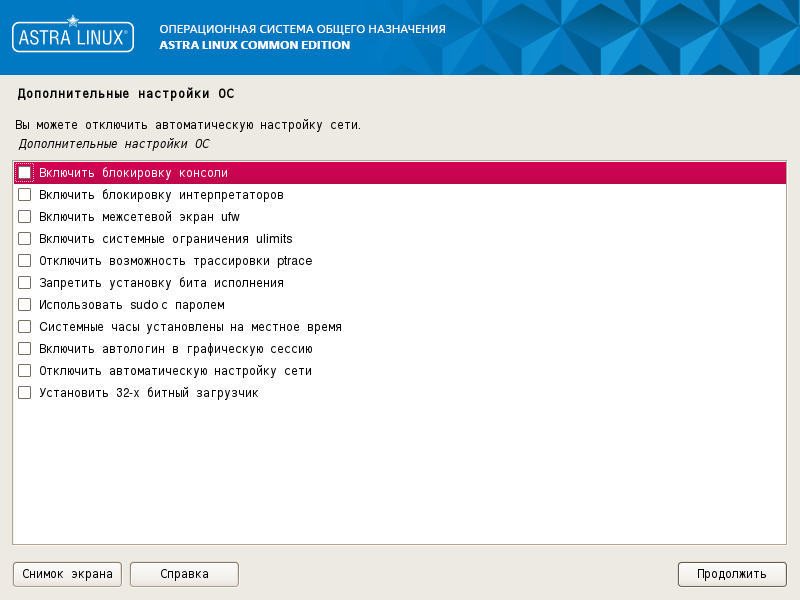 ASTRA LINUX®
ОПЕРАЦИОННАЯ СИСТЕМА ОБЩЕГО НАЗНАЧЕНИЯ
ASTRA LINUX COMMON EDITION
Дополнительные настройки ОС
Вы можете отключить автоматическую настройку сети.
Дополнительные настройки ОС
Включить блокировку консоли
Включить блокировку интерпретаторов
Включить межсетевой экран ufw
Включить системные ограничения ulimits
Отключить возможность трассировки ptrace
Запретить установку бита исполнения
Использовать sudo с паролем
Системные часы установлены на местное время
Включить автологин в графическую сессию
Отключить автоматическую настройку сети
Установить 32-х битный загрузчик
Снимок экрана
Справка
Продолжить